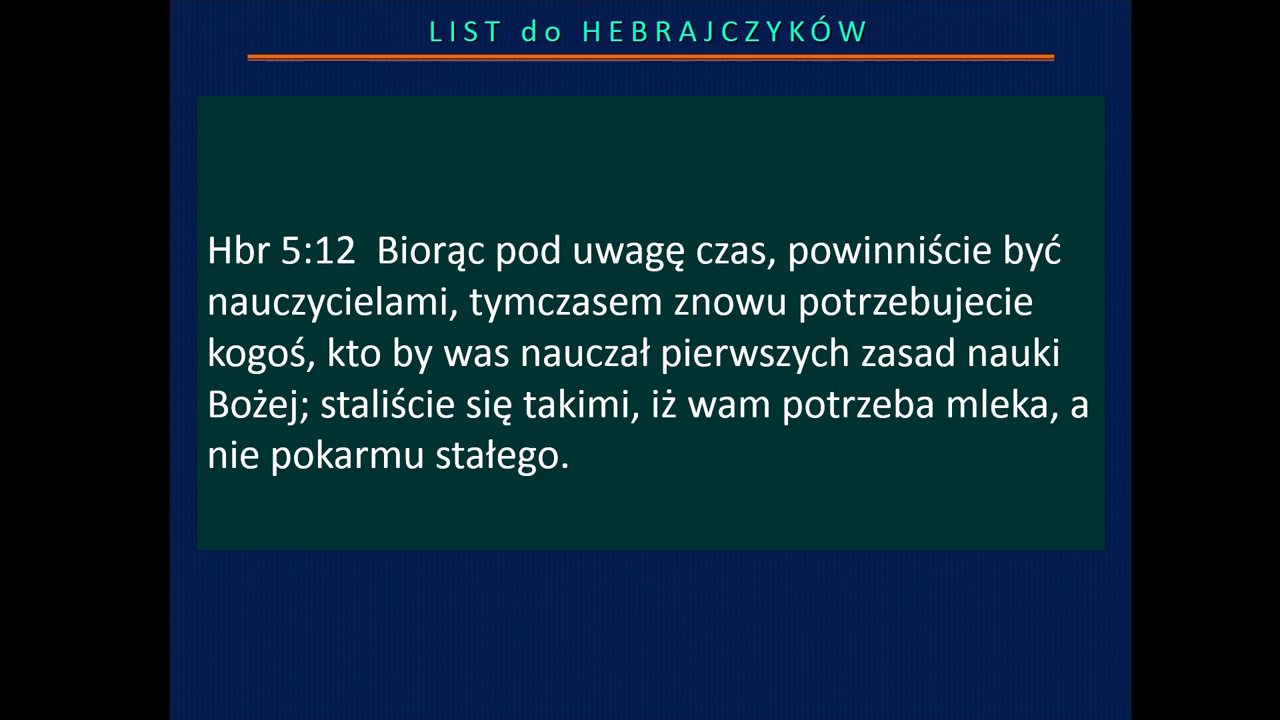 LIST do HEBRAJCZYKÓW
Hbr 5:12 Biorąc pod uwagę czas, powinniście być
nauczycielami, tymczasem znowu potrzebujecie
kogoś, kto by was nauczał pierwszych zasad nauki
Bożej; staliście się takimi, iż wam potrzeba mleka, a
nie pokarmu stałego.